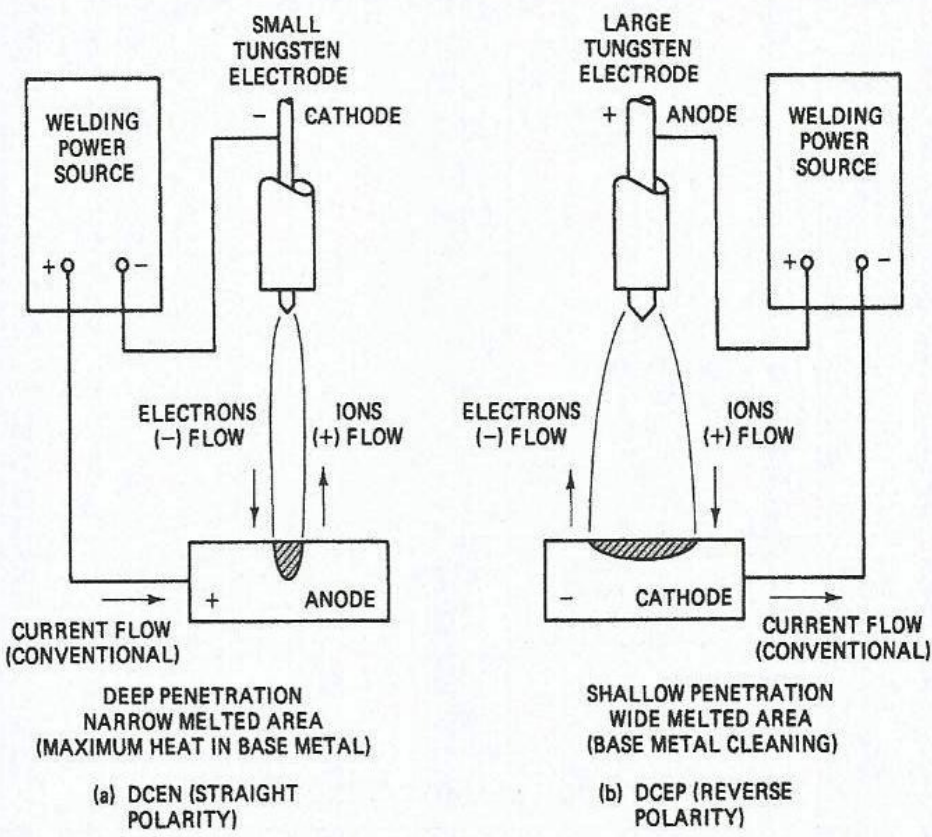 SMALL
TUNGSTEN
ELECTRODE
- CATHODE
WELDING
POWER
SOURCE
+ -
ELECTRONS
(-) FLOW
IONS
(+) FLOW
+ ANODE
CURRENT FLOW
(CONVENTIONAL)
DEEP PENETRATION
NARROW MELTED AREA
(MAXIMUM HEAT IN BASE METAL)
(a) DCEN (STRAIGHT
POLARITY)
LARGE
TUNGSTEN
ELECTRODE
+ ANODE
WELDING
POWER
SOURCE
+ -
ELECTRONS
(-) FLOW
IONS
(+) FLOW
- CATHODE
CURRENT FLOW
(CONVENTIONAL)
SHALLOW PENETRATION
WIDE MELTED AREA
(BASE METAL CLEANING)
(b) DCEP (REVERSE
POLARITY)